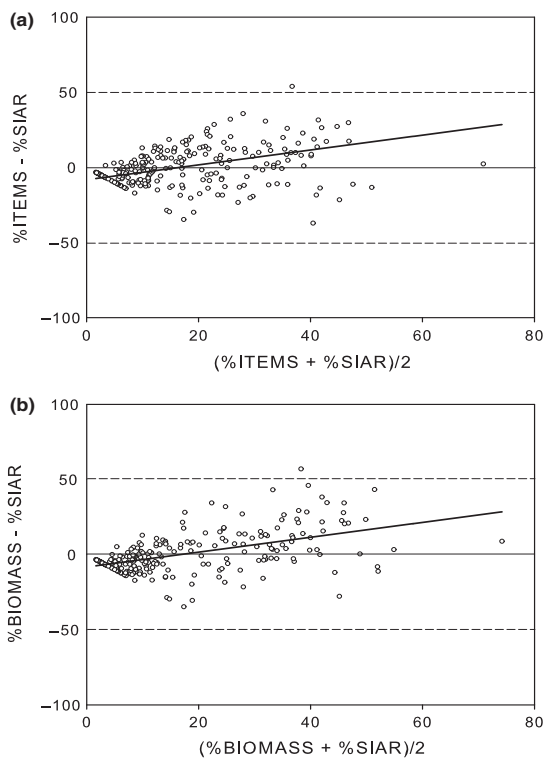 (a)
100
50
0
−50
−100
%ITEMS - %SIAR
0 20 40 60 80
(%ITEMS + %SIAR)/2
(b)
100
50
0
−50
−100
%BIOMASS - %SIAR
0 20 40 60 80
(%BIOMASS + %SIAR)/2